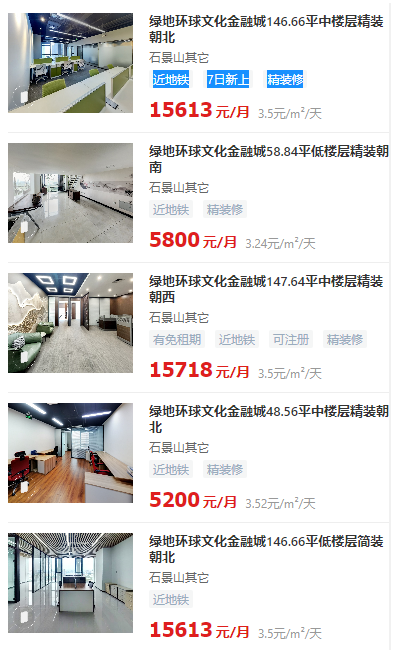 绿地环球文化金融城146.66平中楼层精装
朝北
石景山其它
近地铁 7日新上 精装修
15613 元/月 3.5元/m²/天
绿地环球文化金融城58.84平低楼层精装朝
南
石景山其它
近地铁 精装修
5800 元/月 3.24元/m²/天
绿地环球文化金融城147.64平中楼层精装
朝西
石景山其它
有免租期 近地铁 可注册 精装修
15718 元/月 3.5元/m²/天
绿地环球文化金融城48.56平中楼层精装朝
北
石景山其它
近地铁 精装修
5200 元/月 3.52元/m²/天
绿地环球文化金融城146.66平低楼层简装
朝北
石景山其它
近地铁
15613 元/月 3.5元/m²/天